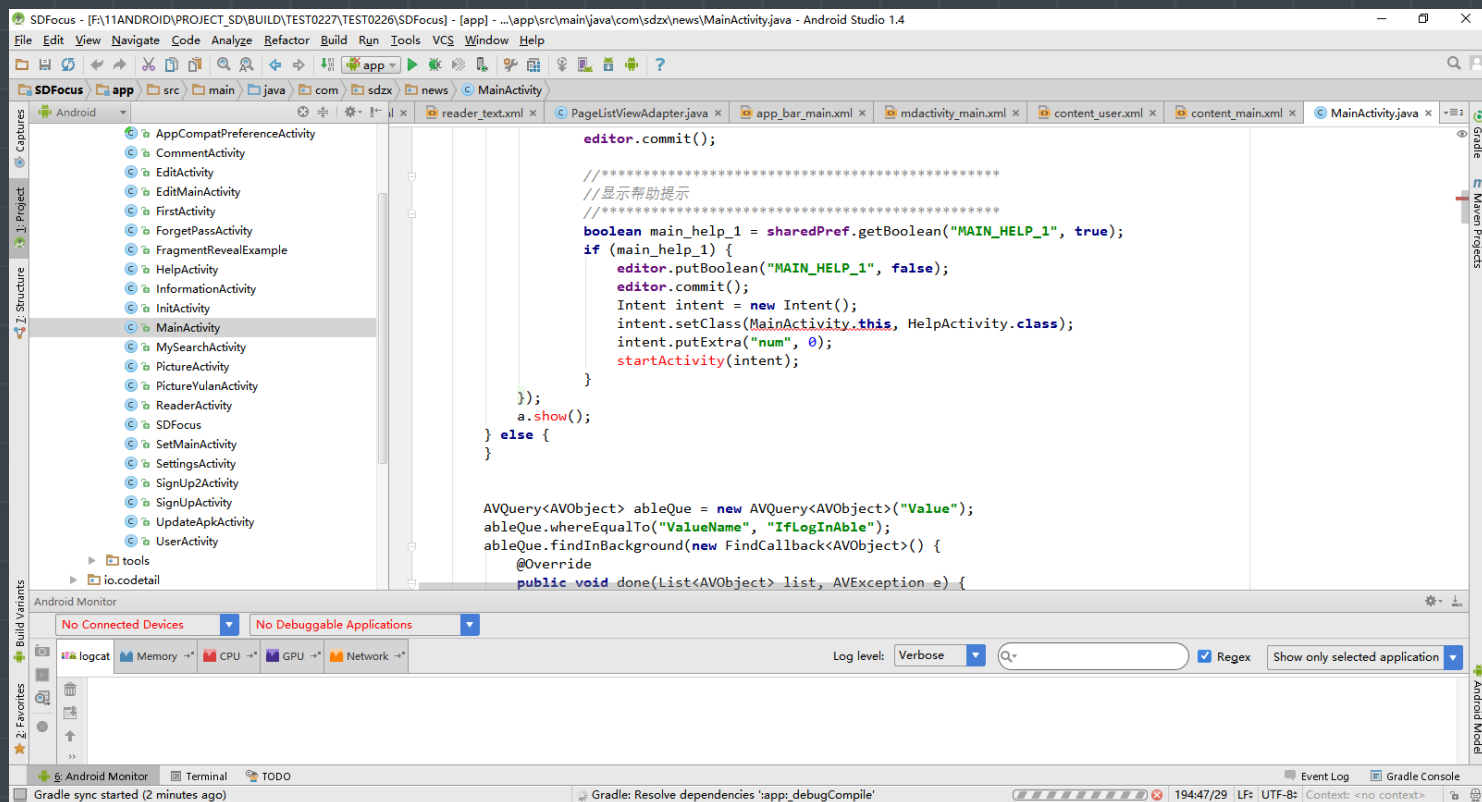 SDFocus - [F:\11ANDROID\PROJECT_SD\BUILD\TEST0227\TEST0226\SDFocus] - [app] - ...\app\src\main\java\com\sdzx\news\MainActivity.java - Android Studio 1.4
File Edit View Navigate Code Analyze Refactor Build Run Tools VCS Window Help
app
SDFocus app src main java com sdzx news MainActivity
Android
reader_text.xml PageListViewAdapter.java app_bar_main.xml mdactivity_main.xml content_user.xml content_main.xml MainActivity.java
Captures
1: Project
7: Structure
Build Variants
2: Favorites
AppCompatPreferenceActivity
CommentActivity
EditActivity
EditMainActivity
FirstActivity
ForgetPassActivity
FragmentRevealExample
HelpActivity
InformationActivity
InitActivity
MainActivity
MySearchActivity
PictureActivity
PictureYulanActivity
ReaderActivity
SDFocus
SetMainActivity
SettingsActivity
SignUp2Activity
SignUpActivity
UpdateApkActivity
UserActivity
tools
io.codetail
editor.commit();
//************************************************
//显示帮助提示
//************************************************
boolean main_help_1 = sharedPref.getBoolean("MAIN_HELP_1", true);
if (main_help_1) {
editor.putBoolean("MAIN_HELP_1", false);
editor.commit();
Intent intent = new Intent();
intent.setClass(MainActivity.this, HelpActivity.class);
intent.putExtra("num", 0);
startActivity(intent);
}
});
a.show();
} else {
}
AVQuery<AVObject> ableQue = new AVQuery<AVObject>("Value");
ableQue.whereEqualTo("ValueName", "IfLogInAble");
ableQue.findInBackground(new FindCallback<AVObject>() {
@Override
public void done(List<AVObject> list, AVException e) {
Gradle
Maven Projects
Android Model
Android Monitor
No Connected Devices No Debuggable Applications
logcat Memory CPU GPU Network Log level: Verbose Regex Show only selected application
6: Android Monitor Terminal TODO Event Log Gradle Console
Gradle sync started (2 minutes ago) Gradle: Resolve dependencies ':app:_debugCompile' 194:47/29 LF UTF-8 Context: <no context>